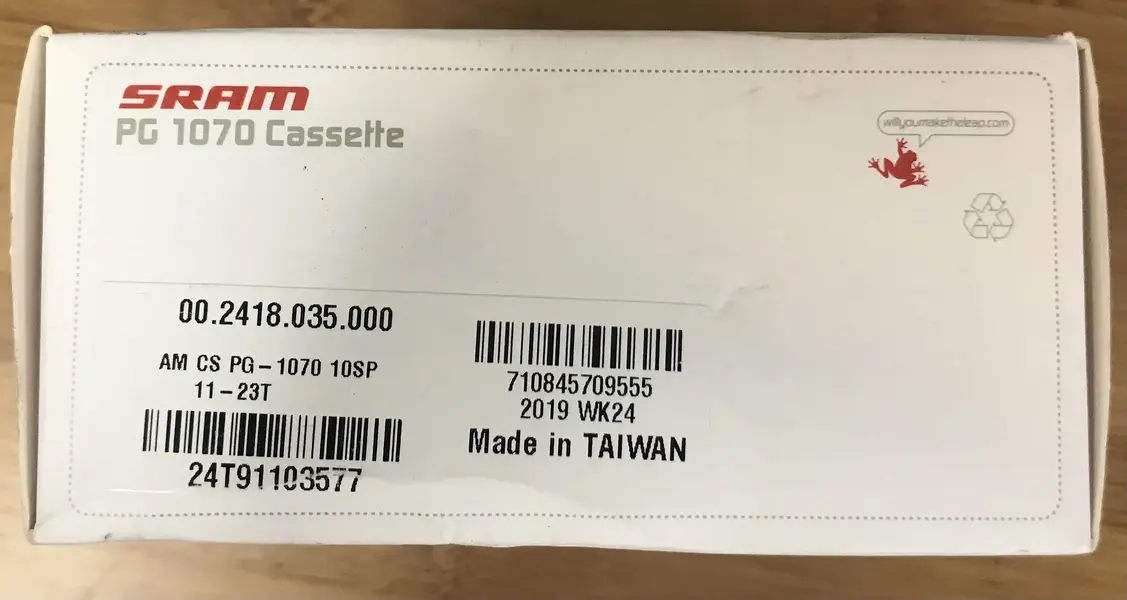 SRAM
PG 1070 Cassette
willyoumaketheleap.com
00.2418.035.000
AM CS PG-1070 10SP
11-23T
24T91103577
710845709555
2019 WK24
Made in TAIWAN